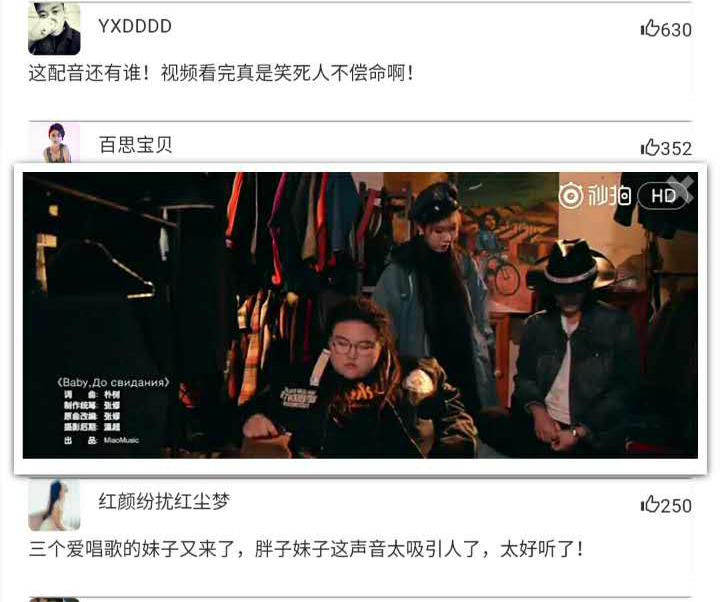 YXDDDD
630
这配音还有谁！视频看完真是笑死人不偿命啊！
百思宝贝
352
秒拍 HD
《Baby,До свидания》
词 曲: 朴树
制作统筹: 张修
原曲改编: 张修
摄影后期: 温超
出 品: MiaoMusic
红颜纷扰红尘梦
250
三个爱唱歌的妹子又来了，胖子妹子这声音太吸引人了，太好听了！